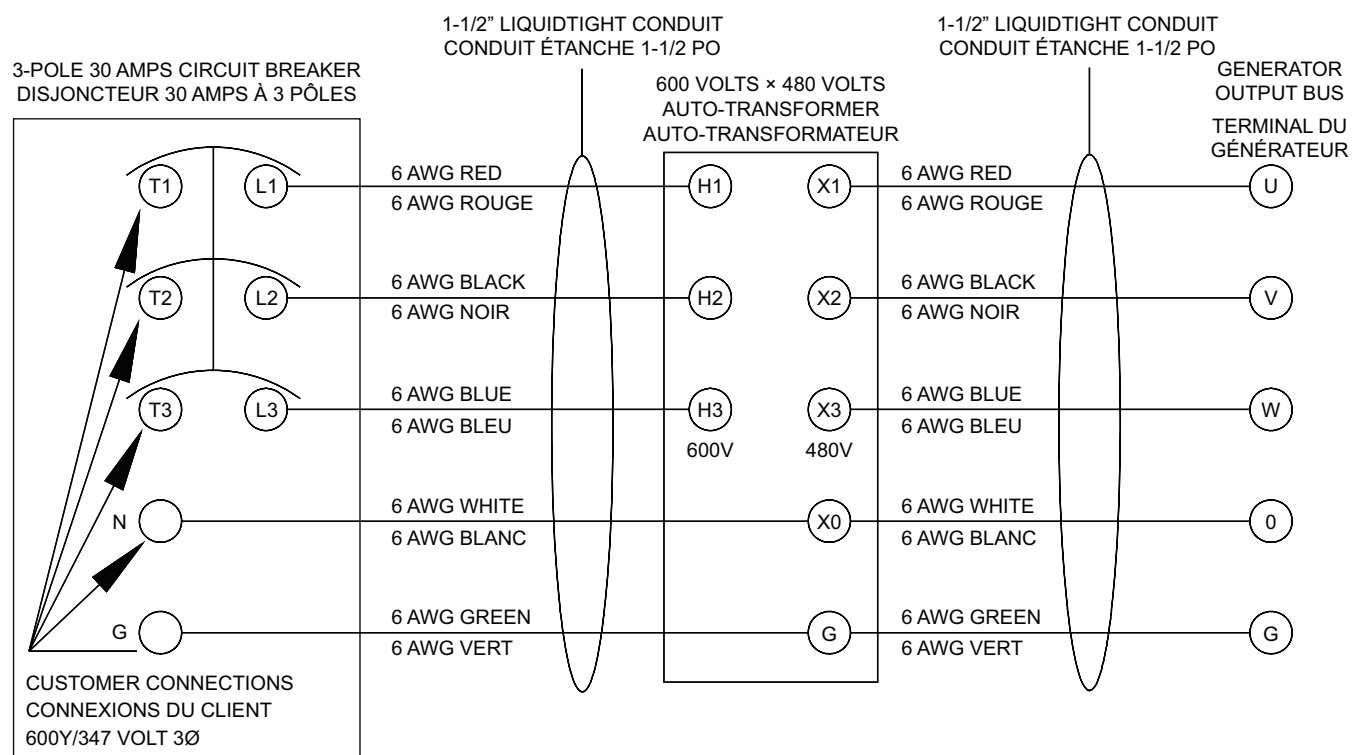 1-1/2” LIQUIDTIGHT CONDUIT
CONDUIT ÉTANCHE 1-1/2 PO
1-1/2” LIQUIDTIGHT CONDUIT
CONDUIT ÉTANCHE 1-1/2 PO
3-POLE 30 AMPS CIRCUIT BREAKER
DISJONCTEUR 30 AMPS À 3 PÔLES
600 VOLTS × 480 VOLTS
AUTO-TRANSFORMER
AUTO-TRANSFORMATEUR
GENERATOR
OUTPUT BUS
TERMINAL DU
GÉNÉRATEUR
T1
L1
6 AWG RED
6 AWG ROUGE
H1
X1
6 AWG RED
6 AWG ROUGE
U
T2
L2
6 AWG BLACK
6 AWG NOIR
H2
X2
6 AWG BLACK
6 AWG NOIR
V
T3
L3
6 AWG BLUE
6 AWG BLEU
H3
600V
X3
480V
6 AWG BLUE
6 AWG BLEU
W
N
6 AWG WHITE
6 AWG BLANC
X0
6 AWG WHITE
6 AWG BLANC
0
G
6 AWG GREEN
6 AWG VERT
G
6 AWG GREEN
6 AWG VERT
G
CUSTOMER CONNECTIONS
CONNEXIONS DU CLIENT
600Y/347 VOLT 3Ø